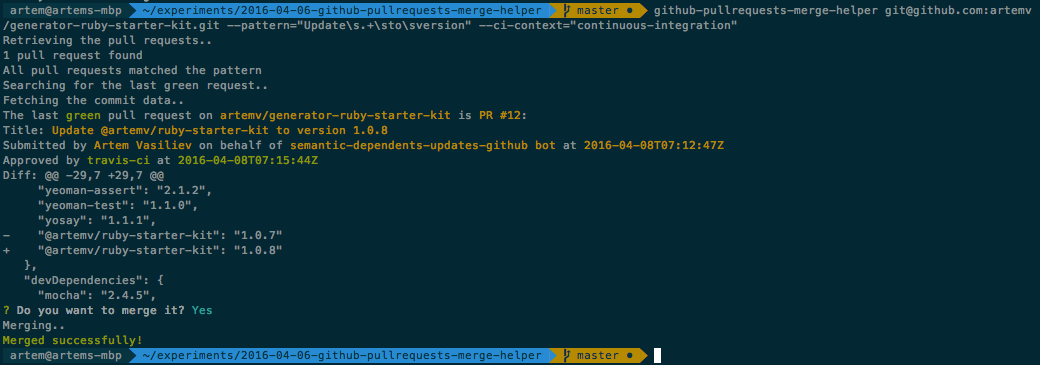 artem@artems-mbp ~/experiments/2016-04-06-github-pullrequests-merge-helper master ● github-pullrequests-merge-helper git@github.com:artemv
/generator-ruby-starter-kit.git --pattern="Update\s.+\sto\sversion" --ci-context="continuous-integration"
Retrieving the pull requests..
1 pull request found
All pull requests matched the pattern
Searching for the last green request..
Fetching the commit data..
The last green pull request on artemv/generator-ruby-starter-kit is PR #12:
Title: Update @artemv/ruby-starter-kit to version 1.0.8
Submitted by Artem Vasiliev on behalf of semantic-dependents-updates-github bot at 2016-04-08T07:12:47Z
Approved by travis-ci at 2016-04-08T07:15:44Z
Diff: @@ -29,7 +29,7 @@
     "yeoman-assert": "2.1.2",
     "yeoman-test": "1.1.0",
     "yosay": "1.1.1",
-    "@artemv/ruby-starter-kit": "1.0.7"
+    "@artemv/ruby-starter-kit": "1.0.8"
   },
   "devDependencies": {
     "mocha": "2.4.5",
? Do you want to merge it? Yes
Merging..
Merged successfully!
artem@artems-mbp ~/experiments/2016-04-06-github-pullrequests-merge-helper master ●